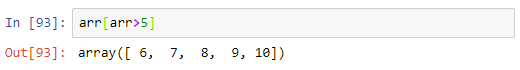 In [93]: arr[arr>5]
Out[93]: array([ 6,  7,  8,  9, 10])